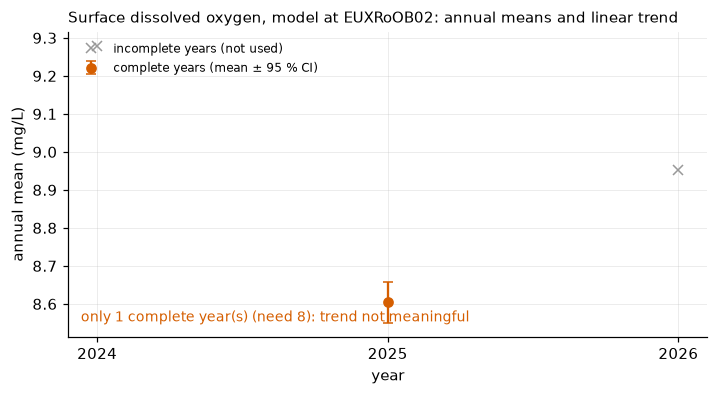 Surface dissolved oxygen, model at EUXRoOB02: annual means and linear trend
incomplete years (not used)
complete years (mean ± 95 % CI)
annual mean (mg/L)
9.3
9.2
9.1
9.0
8.9
8.8
8.7
8.6
only 1 complete year(s) (need 8): trend not meaningful
2024
2025
2026
year